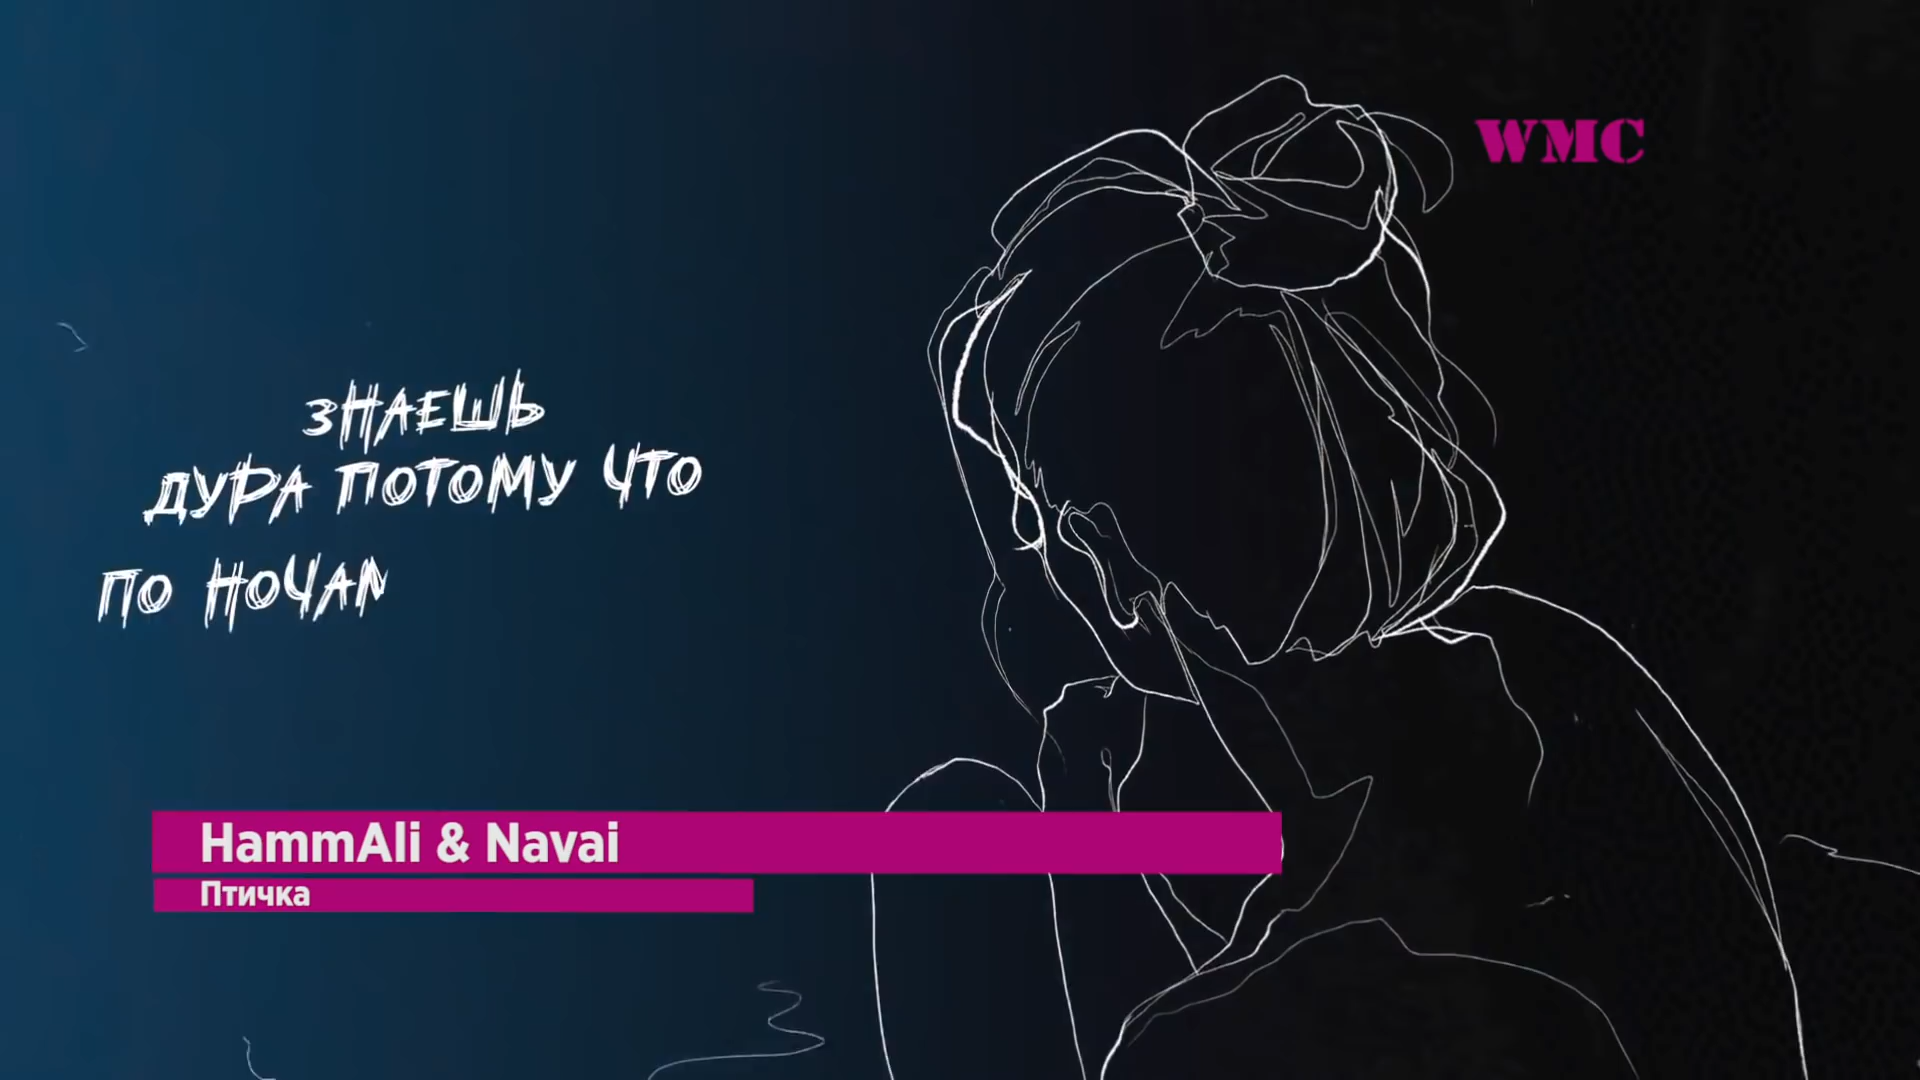 WMC
ЗНАЕШЬ
ДУРА ПОТОМУ ЧТО
ПО НОЧАМ
HammAli & Navai
Птичка